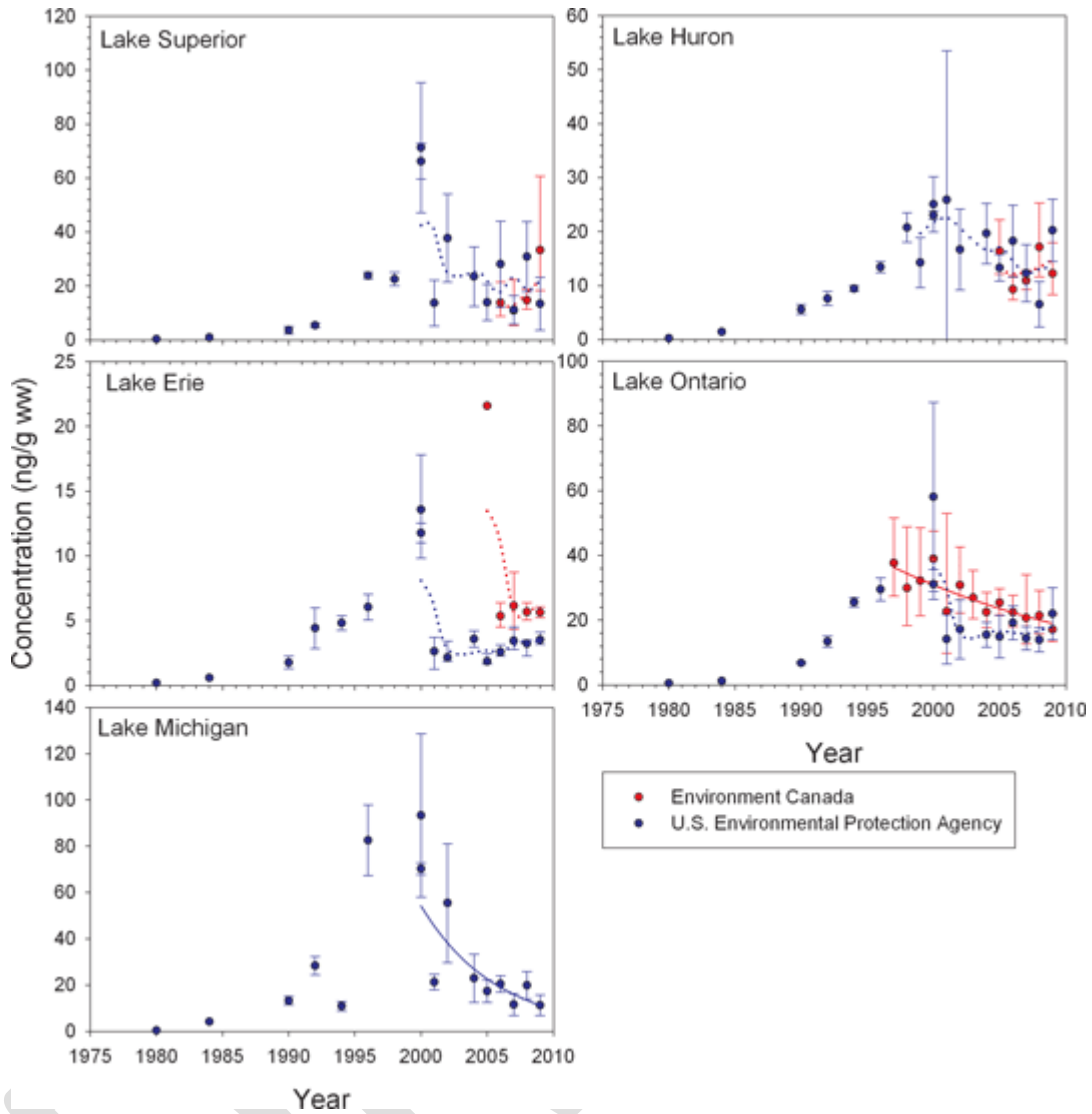 Lake Superior
120
100
80
60
40
20
0
Lake Huron
60
50
40
30
20
10
0
Concentration (ng/g ww)
Lake Erie
25
20
15
10
5
0
Lake Ontario
100
80
60
40
20
0
1975 1980 1985 1990 1995 2000 2005 2010
Year
Lake Michigan
140
120
100
80
60
40
20
0
1975 1980 1985 1990 1995 2000 2005 2010
Year
Environment Canada
U.S. Environmental Protection Agency